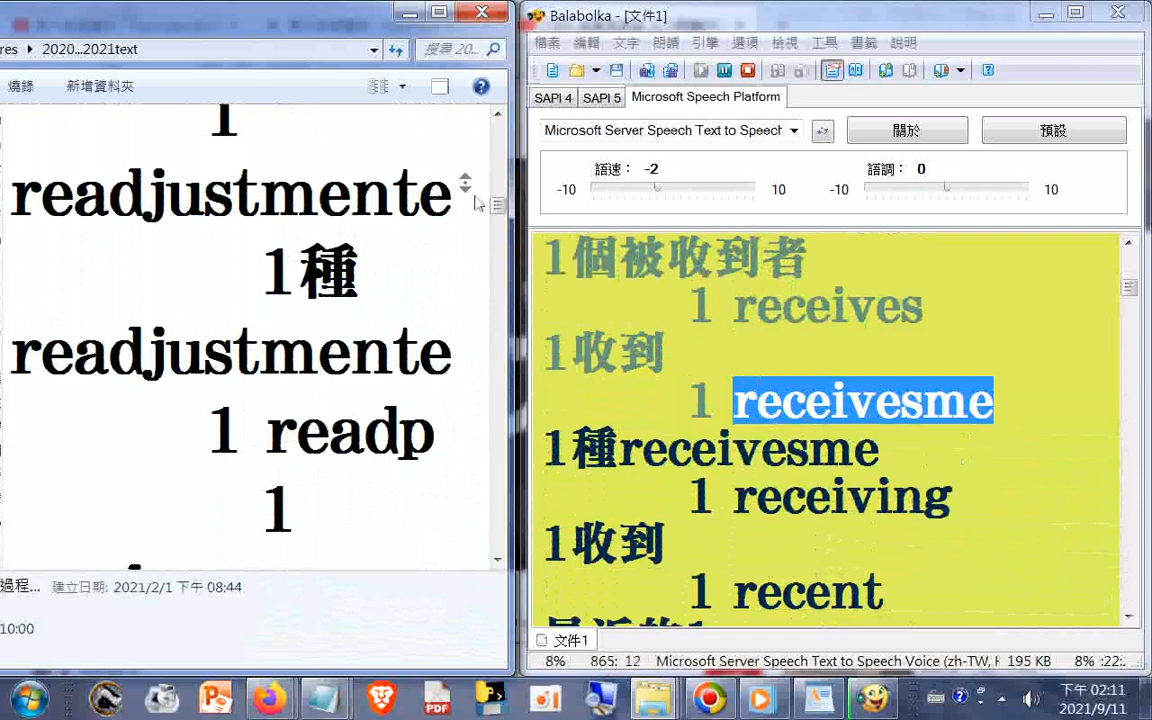 res ▸ 2020...2021text
搜尋 20...
燒錄 新增資料夾
1
readjustmente
1種
readjustmente
1 readp
1
過程... 建立日期: 2021/2/1 下午 08:44
10:00
Balabolka - [文件1]
檔案 編輯 文字 朗讀 引擎 選項 檢視 工具 書籤 說明
SAPI 4 SAPI 5 Microsoft Speech Platform
Microsoft Server Speech Text to Speech
關於 預設
語速: -2 語調: 0
-10 10 -10 10
1個被收到者
1 receives
1收到
1 receivesme
1種receivesme
1 receiving
1收到
1 recent
最近的1
文件1
8% 865: 12 Microsoft Server Speech Text to Speech Voice (zh-TW, H 195 KB 8% :22:.
PDF
下午 02:11
2021/9/11